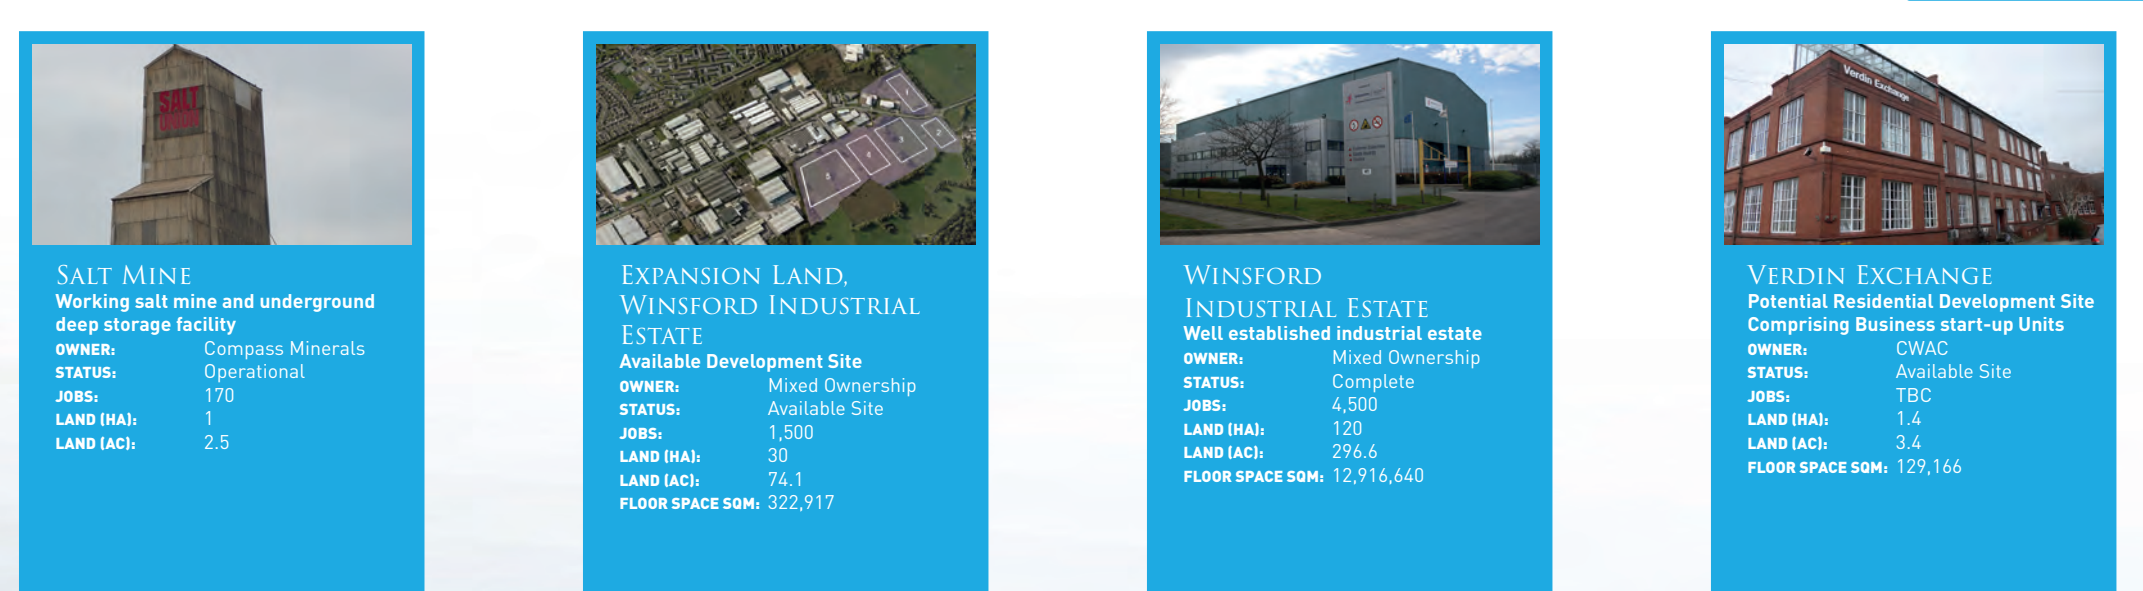 SALT
UNION
SALT MINE
Working salt mine and underground
deep storage facility
OWNER: Compass Minerals
STATUS: Operational
JOBS: 170
LAND (HA): 1
LAND (AC): 2.5
1
2
3
4
5
EXPANSION LAND,
WINSFORD INDUSTRIAL
ESTATE
Available Development Site
OWNER: Mixed Ownership
STATUS: Available Site
JOBS: 1,500
LAND (HA): 30
LAND (AC): 74.1
FLOOR SPACE SQM: 322,917
WINSFORD
INDUSTRIAL ESTATE
Well established industrial estate
OWNER: Mixed Ownership
STATUS: Complete
JOBS: 4,500
LAND (HA): 120
LAND (AC): 296.6
FLOOR SPACE SQM: 12,916,640
Verdin Exchange
VERDIN EXCHANGE
Potential Residential Development Site
Comprising Business start-up Units
OWNER: CWAC
STATUS: Available Site
JOBS: TBC
LAND (HA): 1.4
LAND (AC): 3.4
FLOOR SPACE SQM: 129,166